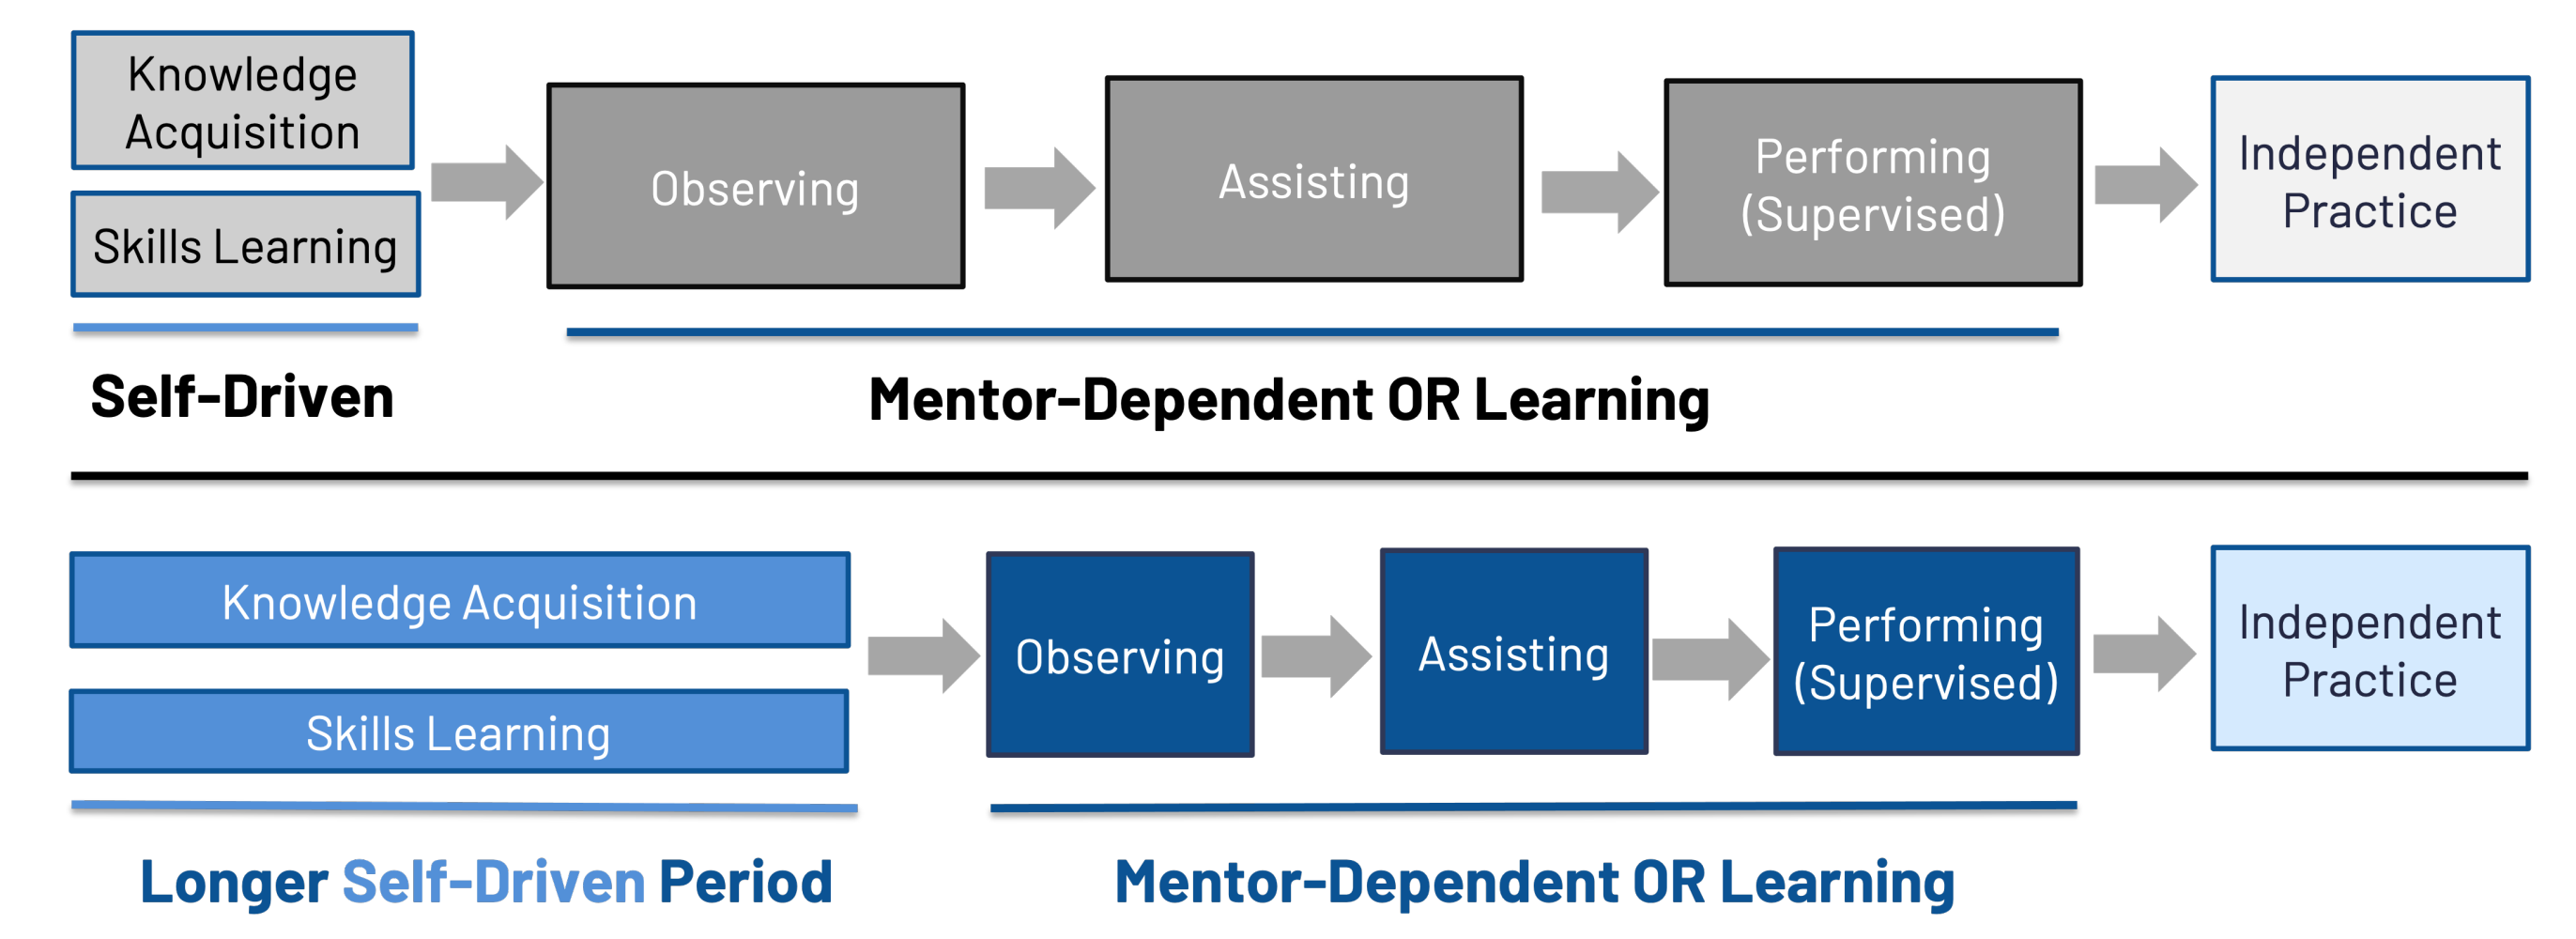 Knowledge
Acquisition
Skills Learning
Observing
Assisting
Performing
(Supervised)
Independent
Practice
Self-Driven
Mentor-Dependent OR Learning
Knowledge Acquisition
Skills Learning
Observing
Assisting
Performing
(Supervised)
Independent
Practice
Longer Self-Driven Period
Mentor-Dependent OR Learning